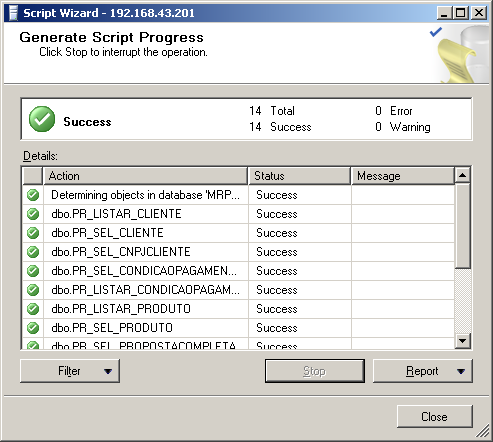 Script Wizard - 192.168.43.201
Generate Script Progress
Click Stop to interrupt the operation.
Success
14 Total 0 Error
14 Success 0 Warning
Details:
Action Status Message
Determining objects in database 'MRP... Success
dbo.PR_LISTAR_CLIENTE Success
dbo.PR_SEL_CLIENTE Success
dbo.PR_SEL_CNPJCLIENTE Success
dbo.PR_SEL_CONDICAOPAGAMEN... Success
dbo.PR_LISTAR_CONDICAOPAGAM... Success
dbo.PR_LISTAR_PRODUTO Success
dbo.PR_SEL_PRODUTO Success
dbo.PR_SEL_PROPOSTACOMPLETA Success
Filter Stop Report
Close